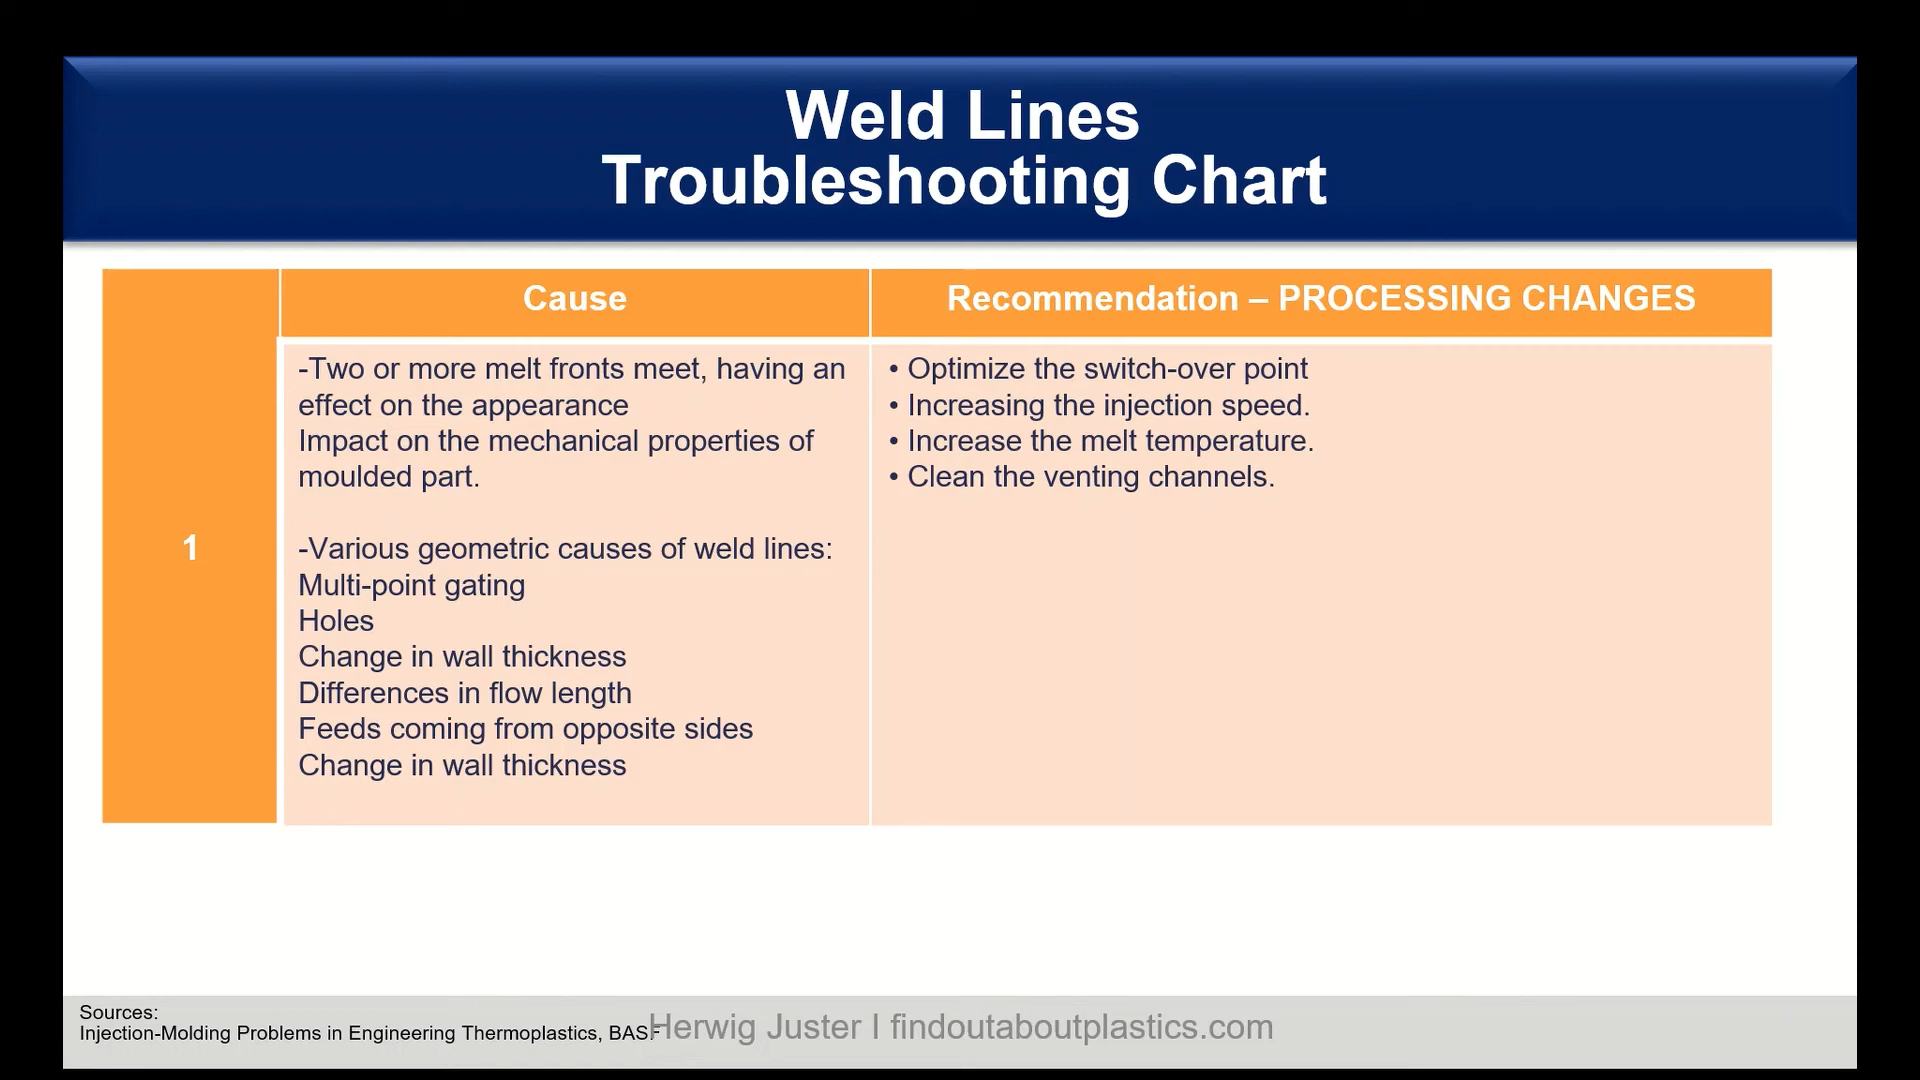 Weld Lines
Troubleshooting Chart
Cause
Recommendation – PROCESSING CHANGES
1
-Two or more melt fronts meet, having an
effect on the appearance
Impact on the mechanical properties of
moulded part.
-Various geometric causes of weld lines:
Multi-point gating
Holes
Change in wall thickness
Differences in flow length
Feeds coming from opposite sides
Change in wall thickness
• Optimize the switch-over point
• Increasing the injection speed.
• Increase the melt temperature.
• Clean the venting channels.
Sources:
Injection-Molding Problems in Engineering Thermoplastics, BASF
Herwig Juster I findoutaboutplastics.com